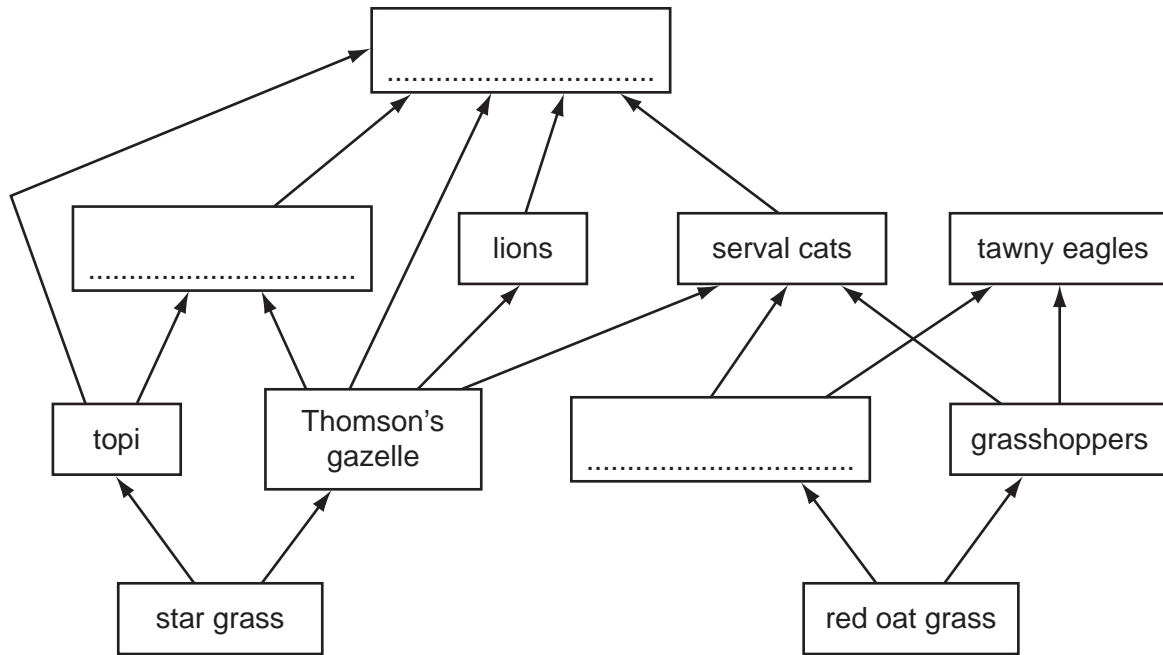 lions
serval cats
tawny eagles
topi
Thomson's
gazelle
grasshoppers
star grass
red oat grass